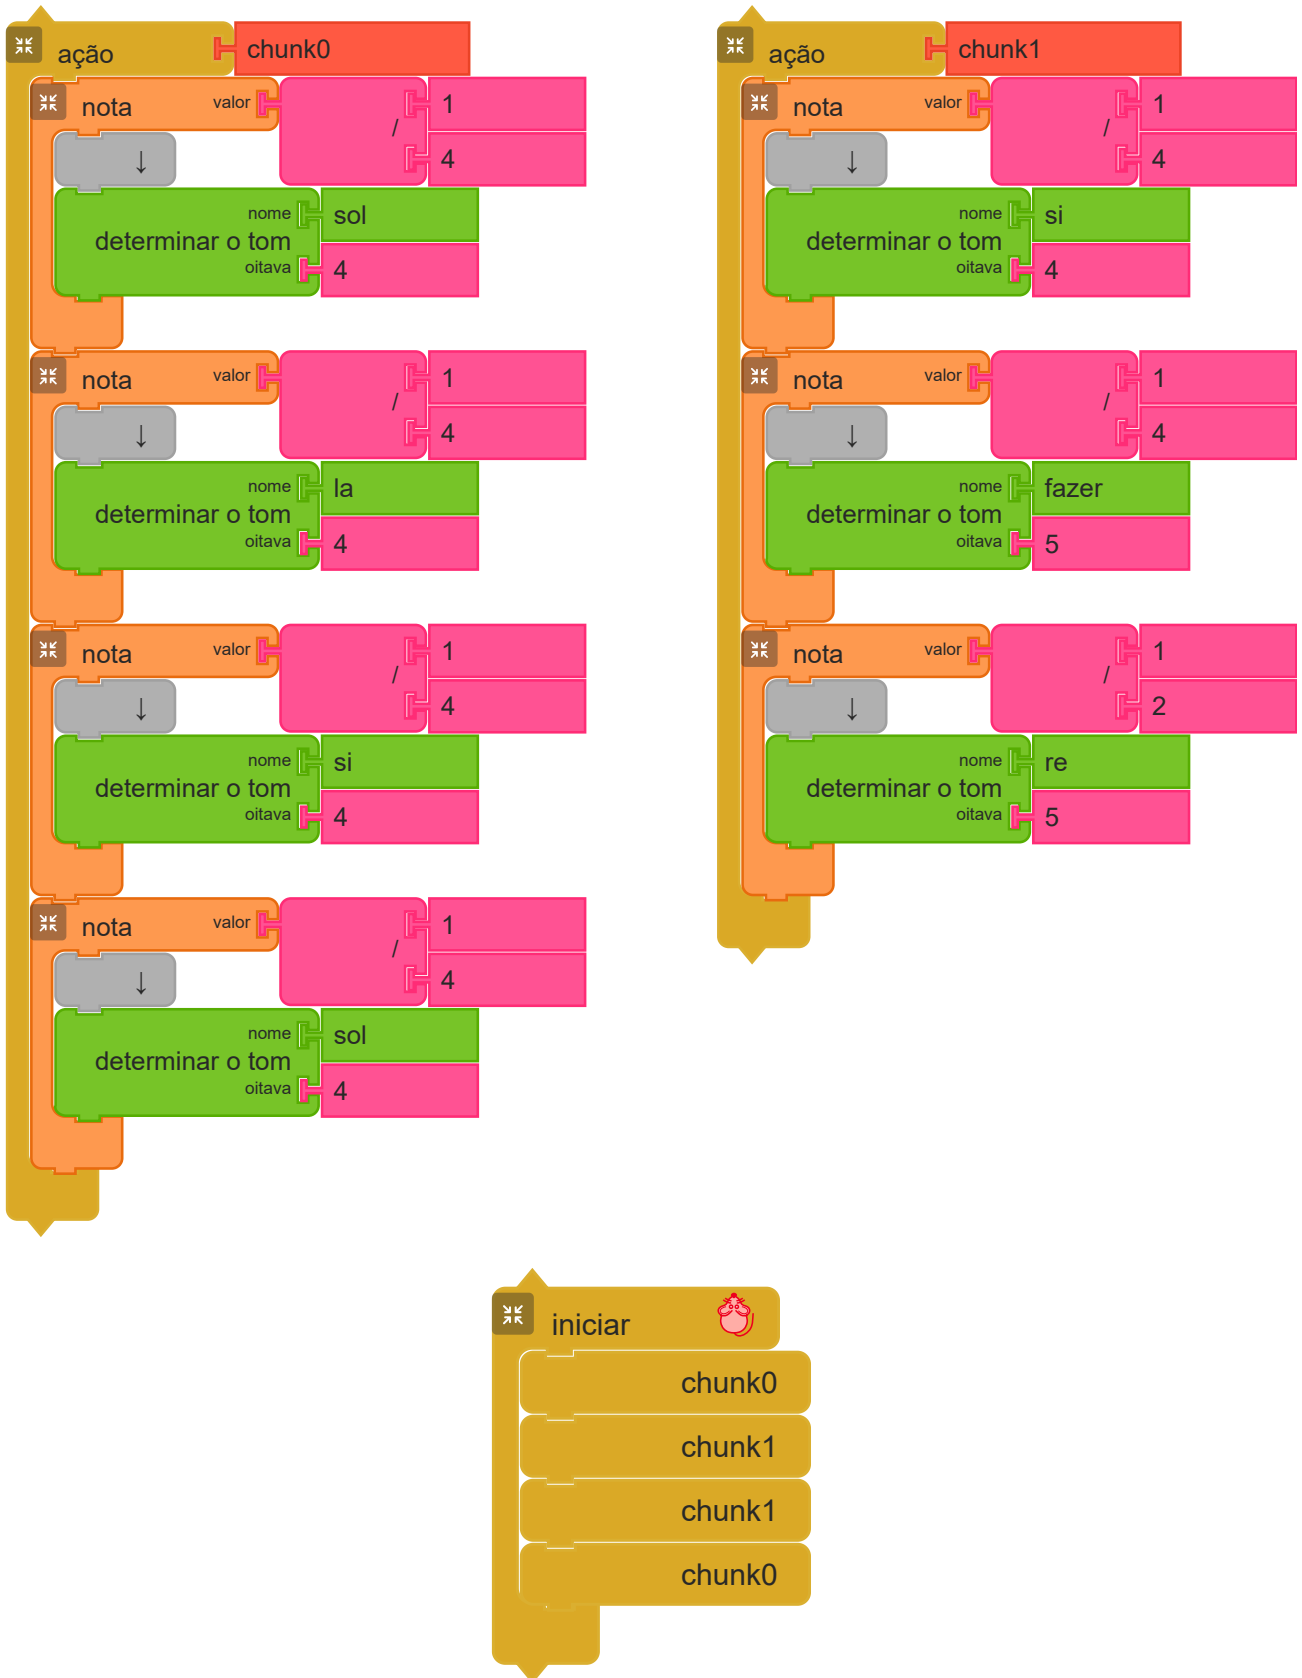 ação chunk0
nota valor / 1
4
↓
nome sol
determinar o tom
oitava 4
nota valor / 1
4
↓
nome la
determinar o tom
oitava 4
nota valor / 1
4
↓
nome si
determinar o tom
oitava 4
nota valor / 1
4
↓
nome sol
determinar o tom
oitava 4
ação chunk1
nota valor / 1
4
↓
nome si
determinar o tom
oitava 4
nota valor / 1
4
↓
nome fazer
determinar o tom
oitava 5
nota valor / 1
2
↓
nome re
determinar o tom
oitava 5
iniciar
chunk0
chunk1
chunk1
chunk0